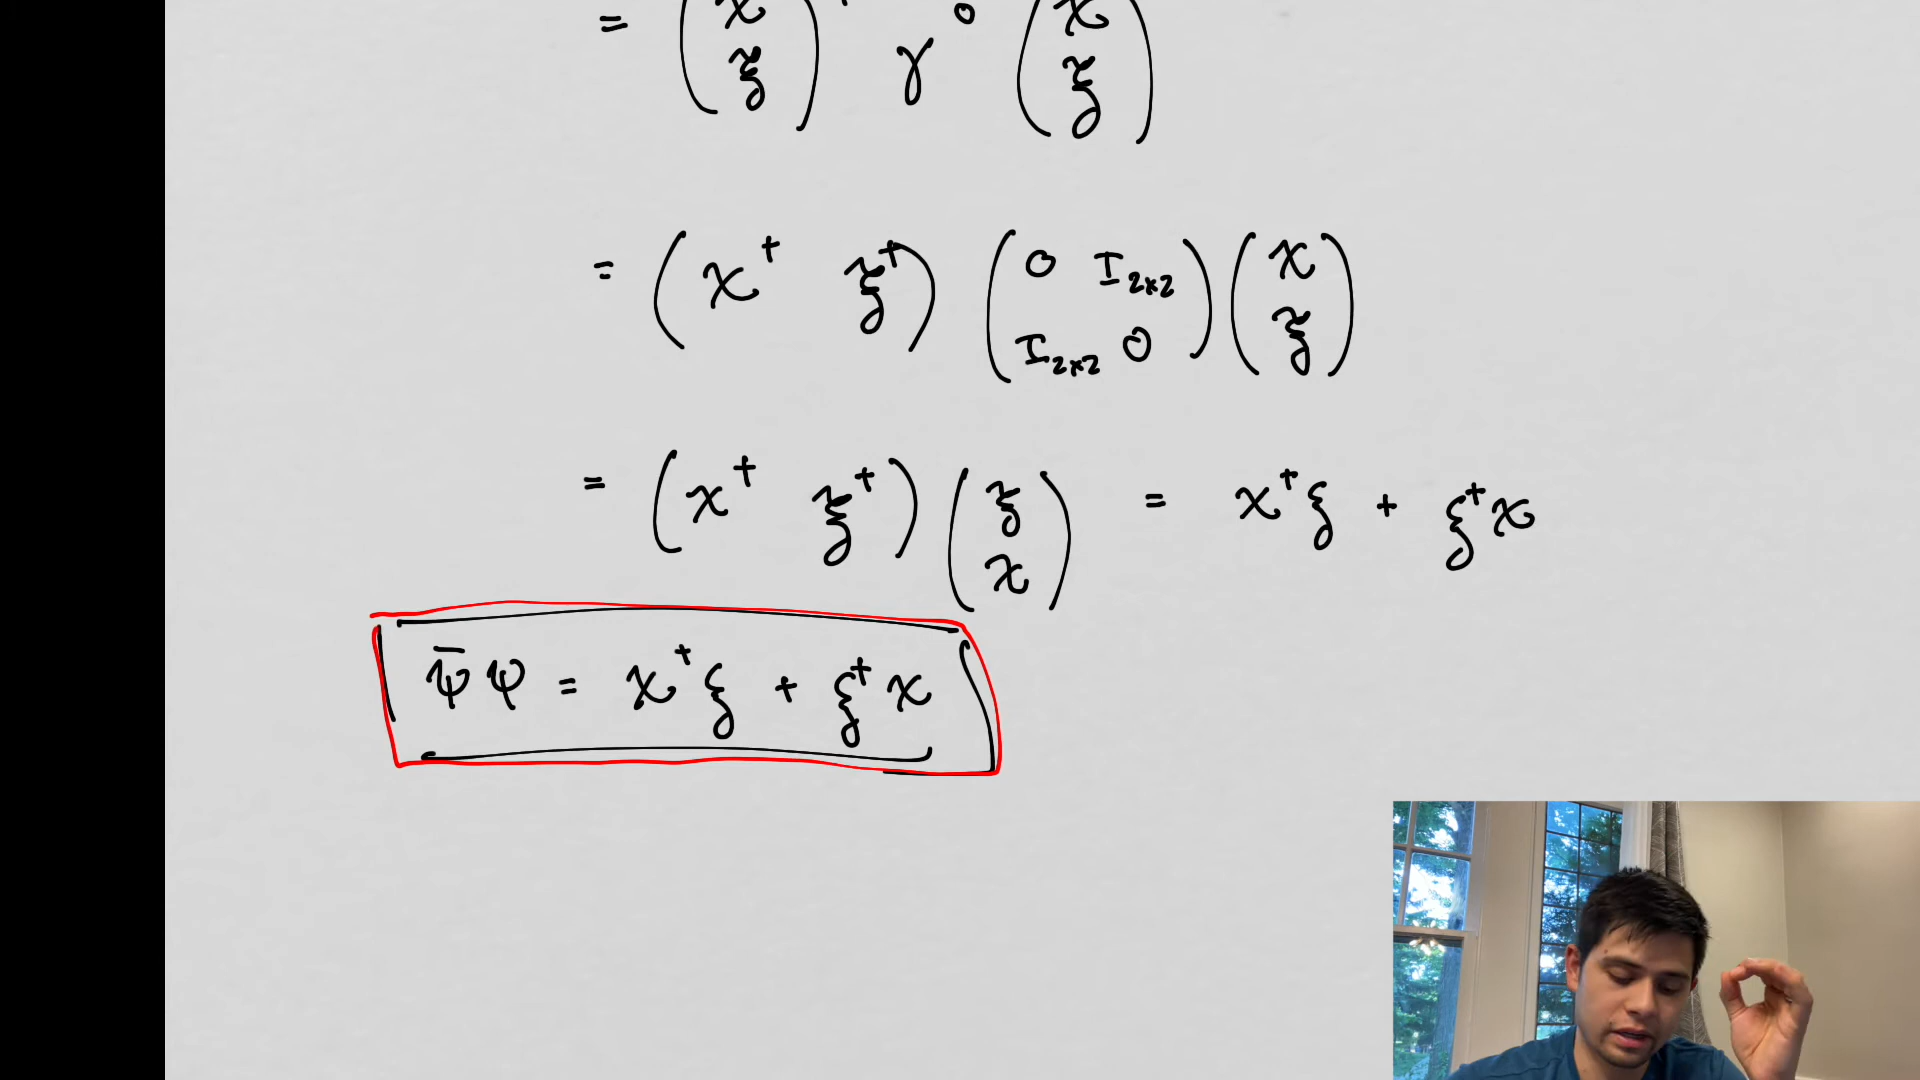 = ( χ ξ )† γ⁰ ( χ ξ )
= ( χ† ξ† ) ( 0 I₂ₓ₂ I₂ₓ₂ 0 ) ( χ ξ )
= ( χ† ξ† ) ( ξ χ ) = χ†ξ + ξ†χ
ψ̄ψ = χ†ξ + ξ†χ